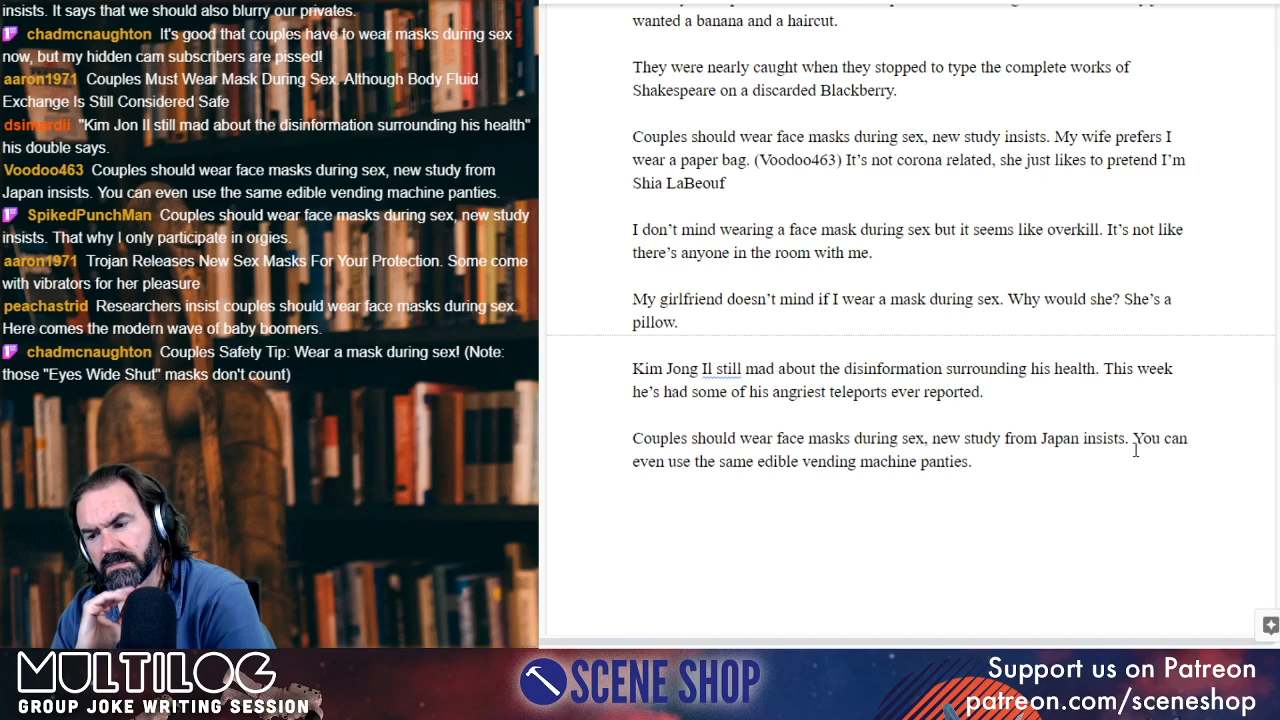 insists. It says that we should also blurry our privates.
chadmcnaughton It's good that couples have to wear masks during sex
now, but my hidden cam subscribers are pissed!
aaron1971 Couples Must Wear Mask During Sex. Although Body Fluid
Exchange Is Still Considered Safe
dsimardii "Kim Jon Il still mad about the disinformation surrounding his health"
his double says.
Voodoo463 Couples should wear face masks during sex, new study from
Japan insists. You can even use the same edible vending machine panties.
SpikedPunchMan Couples should wear face masks during sex, new study
insists. That why I only participate in orgies.
aaron1971 Trojan Releases New Sex Masks For Your Protection. Some come
with vibrators for her pleasure
peachastrid Researchers insist couples should wear face masks during sex.
Here comes the modern wave of baby boomers.
chadmcnaughton Couples Safety Tip: Wear a mask during sex! (Note:
those "Eyes Wide Shut" masks don't count)
wanted a banana and a haircut.
They were nearly caught when they stopped to type the complete works of
Shakespeare on a discarded Blackberry.
Couples should wear face masks during sex, new study insists. My wife prefers I
wear a paper bag. (Voodoo463) It's not corona related, she just likes to pretend I'm
Shia LaBeouf
I don't mind wearing a face mask during sex but it seems like overkill. It's not like
there's anyone in the room with me.
My girlfriend doesn't mind if I wear a mask during sex. Why would she? She's a
pillow.
Kim Jong Il still mad about the disinformation surrounding his health. This week
he's had some of his angriest teleports ever reported.
Couples should wear face masks during sex, new study from Japan insists. You can
even use the same edible vending machine panties.
MULTILOG
GROUP JOKE WRITING SESSION
SCENE SHOP
Support us on Patreon
patreon.com/sceneshop